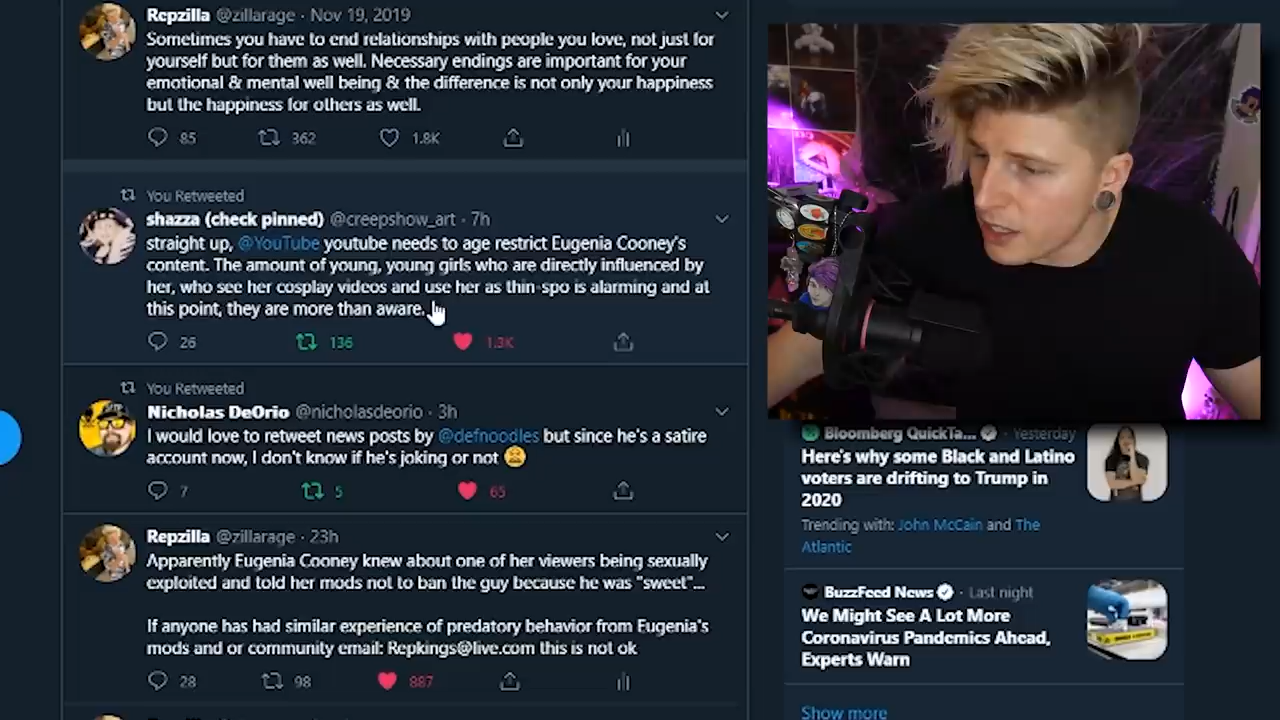 Repzilla @zillarage · Nov 19, 2019
Sometimes you have to end relationships with people you love, not just for
yourself but for them as well. Necessary endings are important for your
emotional & mental well being & the difference is not only your happiness
but the happiness for others as well.
85 362 1.8K
You Retweeted
shazza (check pinned) @creepshow_art · 7h
straight up, @YouTube youtube needs to age restrict Eugenia Cooney's
content. The amount of young, young girls who are directly influenced by
her, who see her cosplay videos and use her as thin-spo is alarming and at
this point, they are more than aware.
26 136 1.3K
You Retweeted
Nicholas DeOrio @nicholasdeorio · 3h
I would love to retweet news posts by @defnoodles but since he's a satire
account now, I don't know if he's joking or not 😫
7 5 65
Repzilla @zillarage · 23h
Apparently Eugenia Cooney knew about one of her viewers being sexually
exploited and told her mods not to ban the guy because he was "sweet"...
If anyone has had similar experience of predatory behavior from Eugenia's
mods and or community email: Repkings@live.com this is not ok
28 98 887
Bloomberg QuickTa... · Yesterday
Here's why some Black and Latino
voters are drifting to Trump in
2020
Trending with: John McCain and The
Atlantic
BuzzFeed News · Last night
We Might See A Lot More
Coronavirus Pandemics Ahead,
Experts Warn
Show more